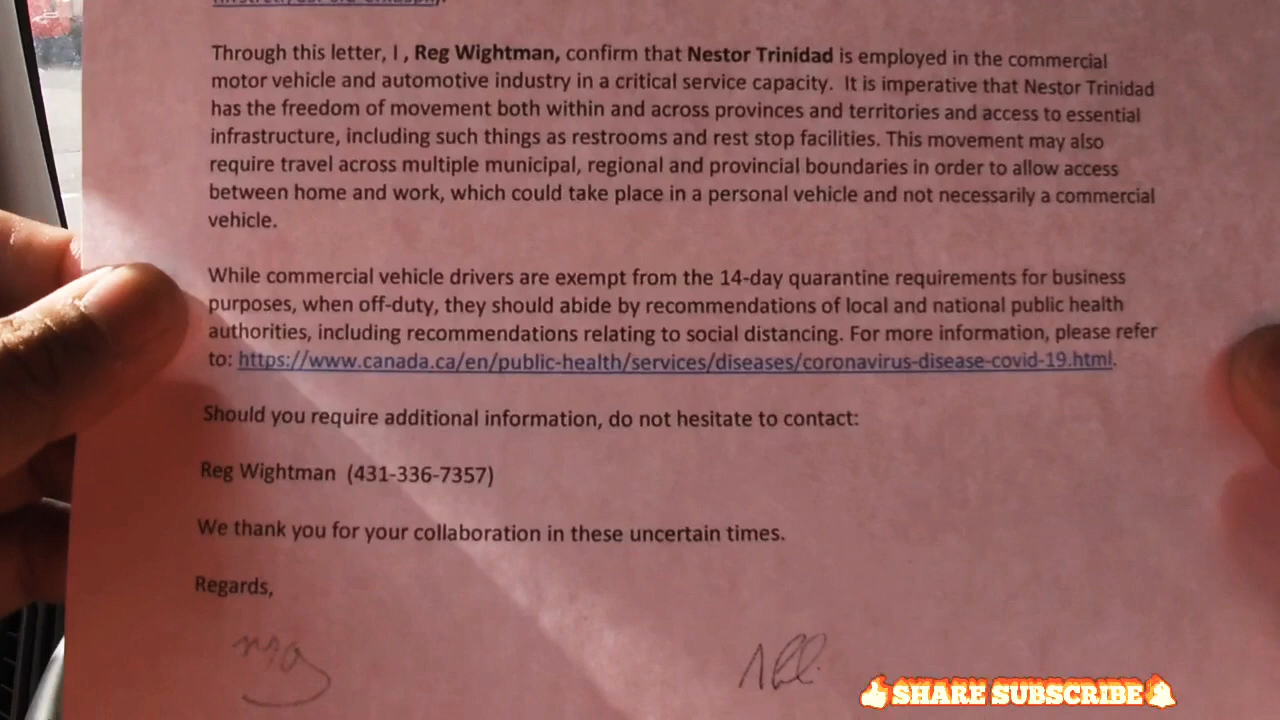 Through this letter, I , Reg Wightman, confirm that Nestor Trinidad is employed in the commercial
motor vehicle and automotive industry in a critical service capacity. It is imperative that Nestor Trinidad
has the freedom of movement both within and across provinces and territories and access to essential
infrastructure, including such things as restrooms and rest stop facilities. This movement may also
require travel across multiple municipal, regional and provincial boundaries in order to allow access
between home and work, which could take place in a personal vehicle and not necessarily a commercial
vehicle.
While commercial vehicle drivers are exempt from the 14-day quarantine requirements for business
purposes, when off-duty, they should abide by recommendations of local and national public health
authorities, including recommendations relating to social distancing. For more information, please refer
to: https://www.canada.ca/en/public-health/services/diseases/coronavirus-disease-covid-19.html.
Should you require additional information, do not hesitate to contact:
Reg Wightman (431-336-7357)
We thank you for your collaboration in these uncertain times.
Regards,
SHARE SUBSCRIBE